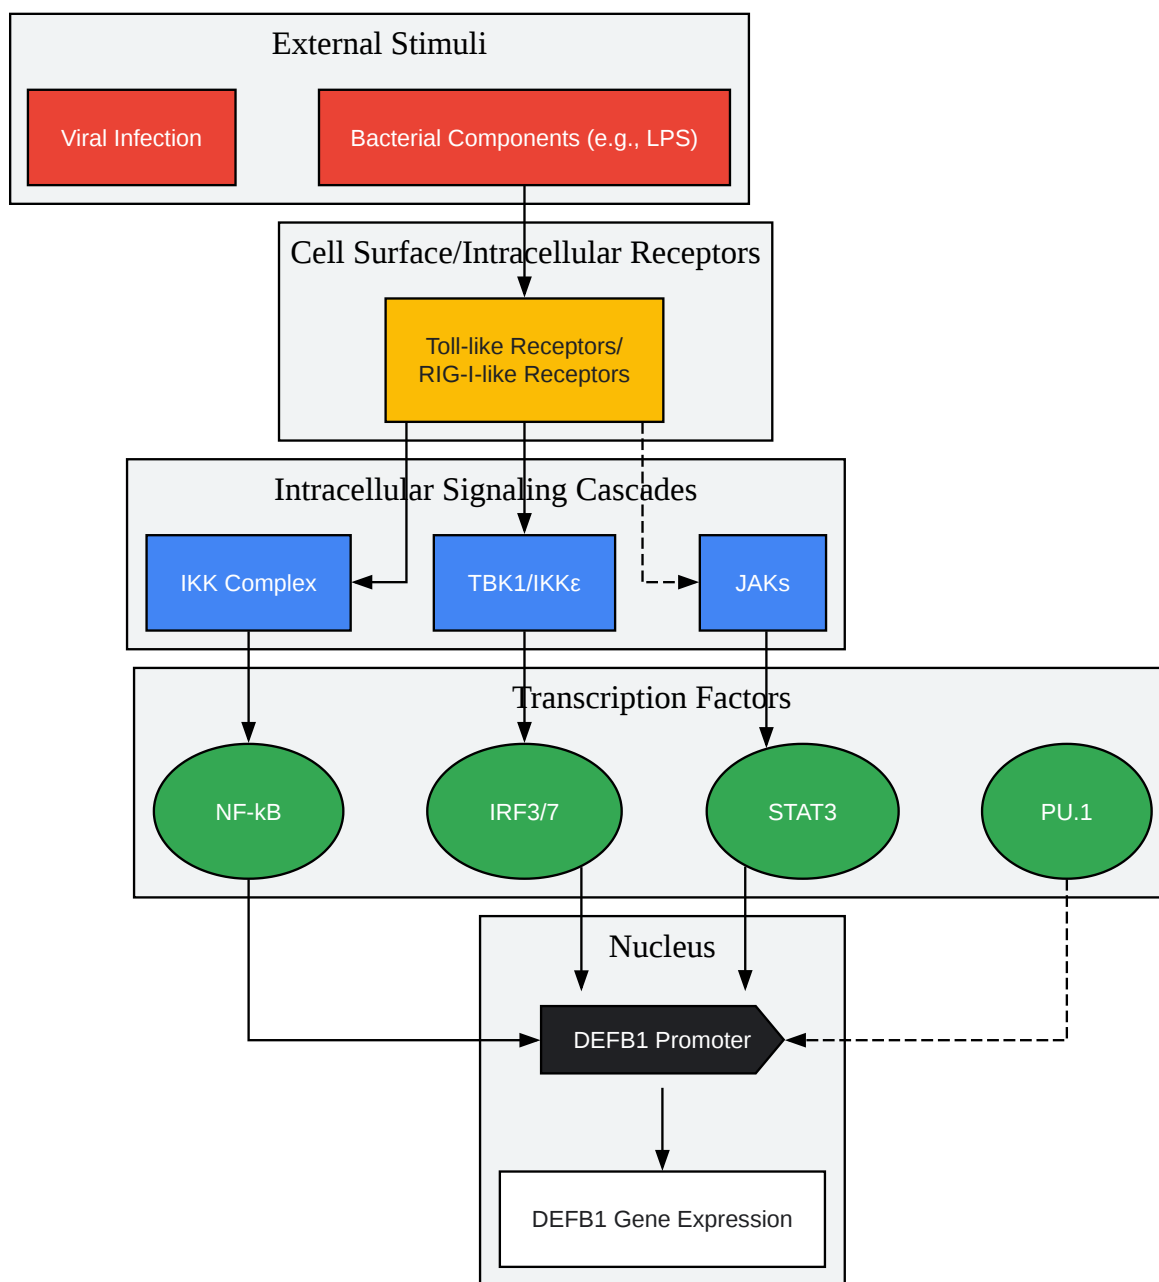 External Stimuli
Viral Infection
Bacterial Components (e.g., LPS)
Cell Surface/Intracellular Receptors
Toll-like Receptors/
RIG-I-like Receptors
Intracellular Signaling Cascades
IKK Complex
TBK1/IKKε
JAKs
Transcription Factors
NF-kB
IRF3/7
STAT3
PU.1
Nucleus
DEFB1 Promoter
DEFB1 Gene Expression